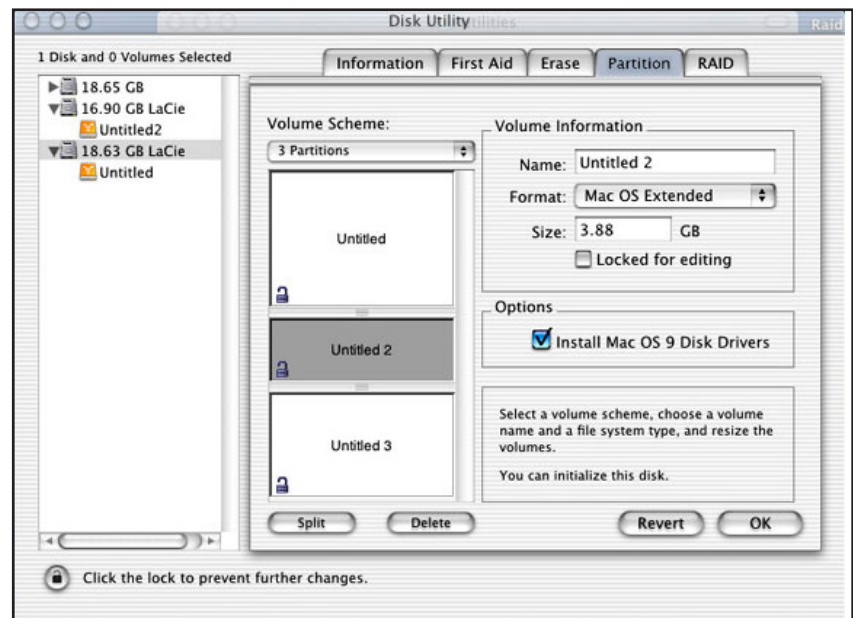 Disk Utility
Raid
1 Disk and 0 Volumes Selected
18.65 GB
16.90 GB LaCie
Untitled2
18.63 GB LaCie
Untitled
Information First Aid Erase Partition RAID
Volume Scheme:
3 Partitions
Untitled
Untitled 2
Untitled 3
Split Delete
Volume Information
Name: Untitled 2
Format: Mac OS Extended
Size: 3.88 GB
Locked for editing
Options
Install Mac OS 9 Disk Drivers
Select a volume scheme, choose a volume
name and a file system type, and resize the
volumes.
You can initialize this disk.
Revert OK
Click the lock to prevent further changes.